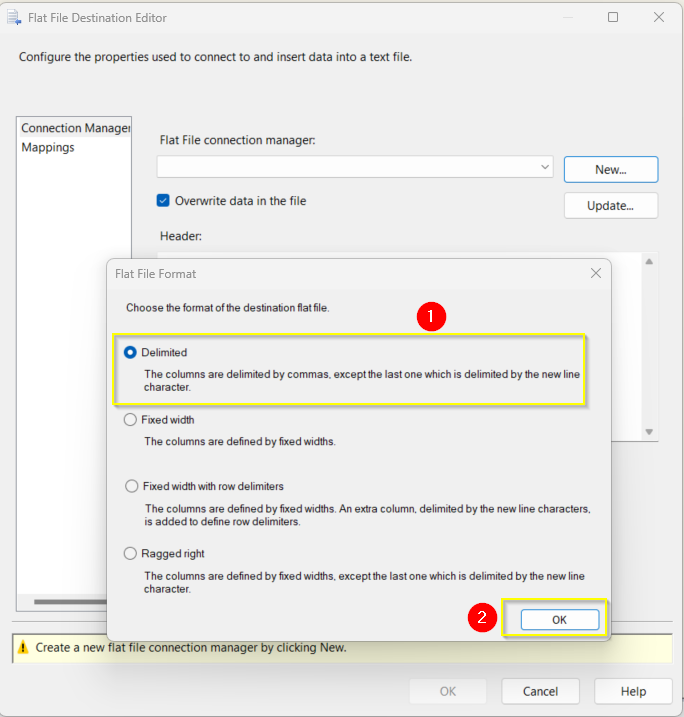 Flat File Destination Editor
Configure the properties used to connect to and insert data into a text file.
Connection Manager
Mappings
Flat File connection manager:
New...
Overwrite data in the file
Update...
Header:
Flat File Format
Choose the format of the destination flat file.
1
Delimited
The columns are delimited by commas, except the last one which is delimited by the new line
character.
Fixed width
The columns are defined by fixed widths.
Fixed width with row delimiters
The columns are defined by fixed widths. An extra column, delimited by the new line characters,
is added to define row delimiters.
Ragged right
The columns are defined by fixed widths, except the last one which is delimited by the new line
character.
2
OK
Create a new flat file connection manager by clicking New.
OK
Cancel
Help